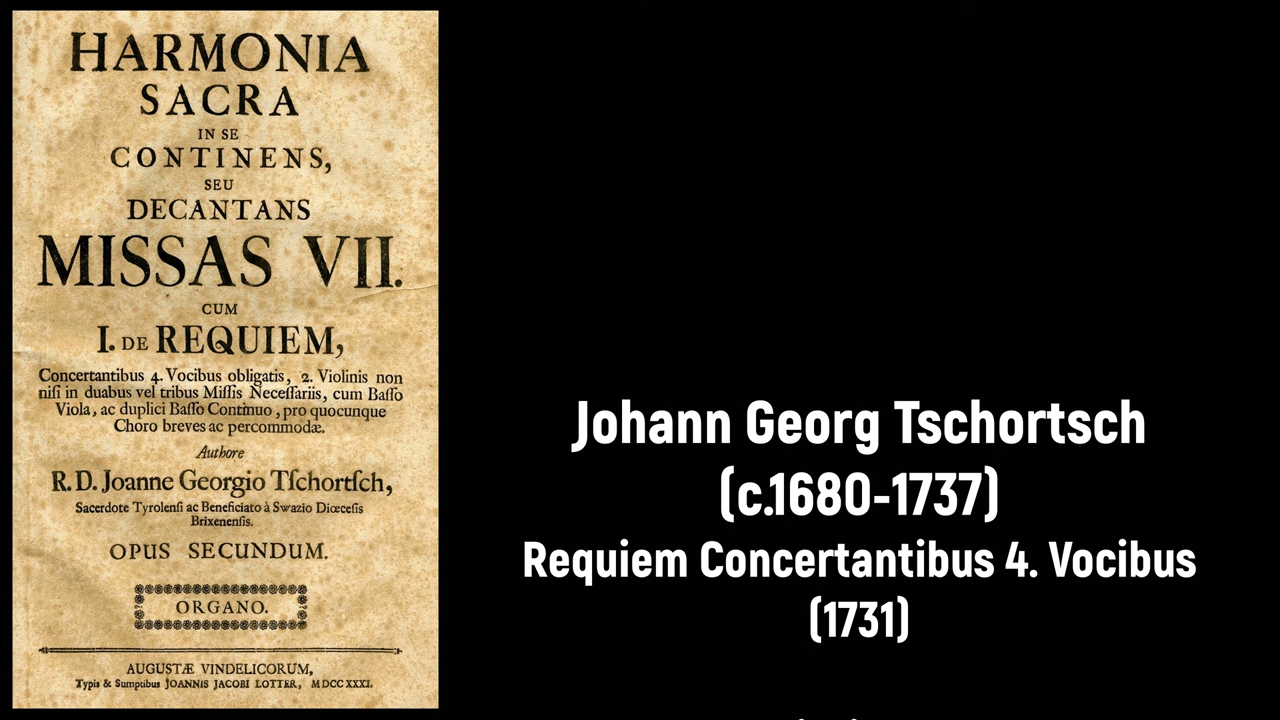 HARMONIA
SACRA
IN SE
CONTINENS,
SEU
DECANTANS
MISSAS VII.
CUM
I. DE REQUIEM,
Concertantibus 4. Vocibus obligatis, 2. Violinis non
niſi in duabus vel tribus Miſſis Neceſſariis, cum Baſſo
Viola, ac duplici Baſſo Continuo, pro quocunque
Choro breves ac percommodæ.
Authore
R. D. Joanne Georgio Tſchortſch,
Sacerdote Tyrolenſi ac Beneficiato à Swazio Diœceſis
Brixenenſis.
OPUS SECUNDUM.
ORGANO.
AUGUSTÆ VINDELICORUM,
Typis & Sumptibus JOANNIS JACOBI LOTTER, MDCCXXXI.
Johann Georg Tschortsch
(c.1680-1737)
Requiem Concertantibus 4. Vocibus
(1731)